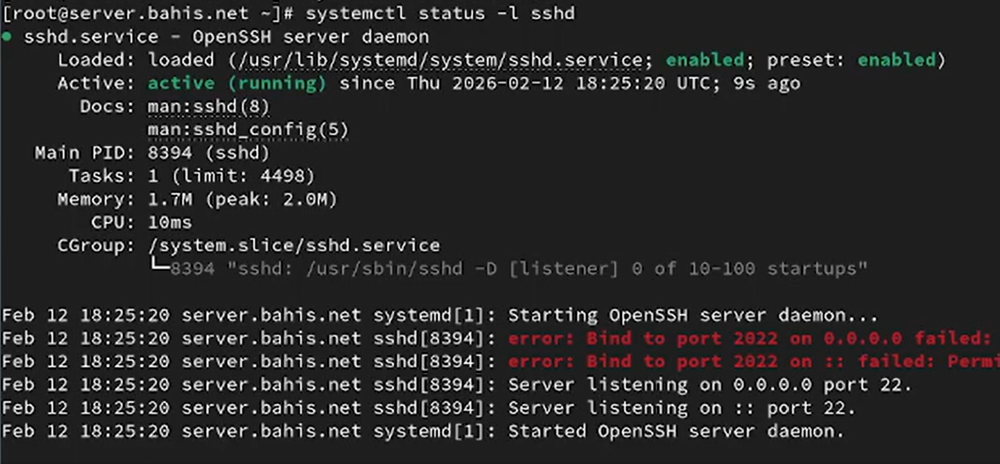 [root@server.bahis.net ~]# systemctl status -l sshd
● sshd.service - OpenSSH server daemon
Loaded: loaded (/usr/lib/systemd/system/sshd.service; enabled; preset: enabled)
Active: active (running) since Thu 2026-02-12 18:25:20 UTC; 9s ago
Docs: man:sshd(8)
man:sshd_config(5)
Main PID: 8394 (sshd)
Tasks: 1 (limit: 4498)
Memory: 1.7M (peak: 2.0M)
CPU: 10ms
CGroup: /system.slice/sshd.service
└─8394 "sshd: /usr/sbin/sshd -D [listener] 0 of 10-100 startups"
Feb 12 18:25:20 server.bahis.net systemd[1]: Starting OpenSSH server daemon...
Feb 12 18:25:20 server.bahis.net sshd[8394]: error: Bind to port 2022 on 0.0.0.0 failed:
Feb 12 18:25:20 server.bahis.net sshd[8394]: error: Bind to port 2022 on :: failed: Permi
Feb 12 18:25:20 server.bahis.net sshd[8394]: Server listening on 0.0.0.0 port 22.
Feb 12 18:25:20 server.bahis.net sshd[8394]: Server listening on :: port 22.
Feb 12 18:25:20 server.bahis.net systemd[1]: Started OpenSSH server daemon.